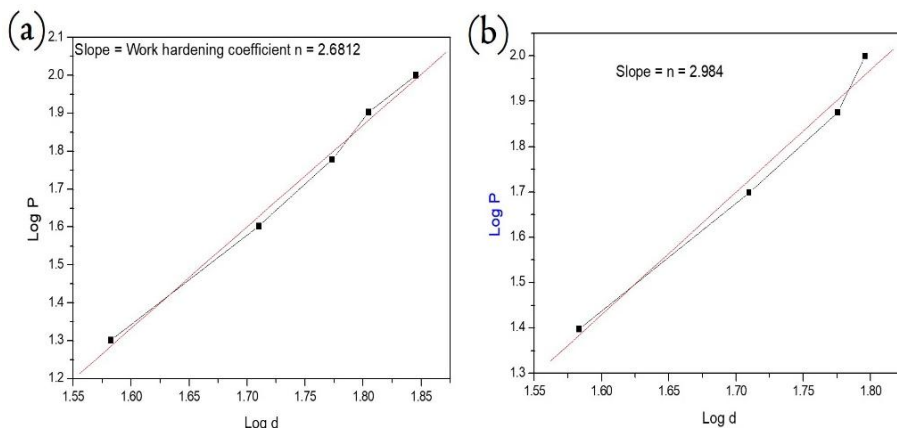 (a)
Slope = Work hardening coefficient n = 2.6812
2.1
2.0
1.9
1.8
1.7
1.6
1.5
1.4
1.3
1.2
Log P
1.55 1.60 1.65 1.70 1.75 1.80 1.85
Log d
(b)
Slope = n = 2.984
2.0
1.9
1.8
1.7
1.6
1.5
1.4
1.3
Log P
1.55 1.60 1.65 1.70 1.75 1.80
Log d